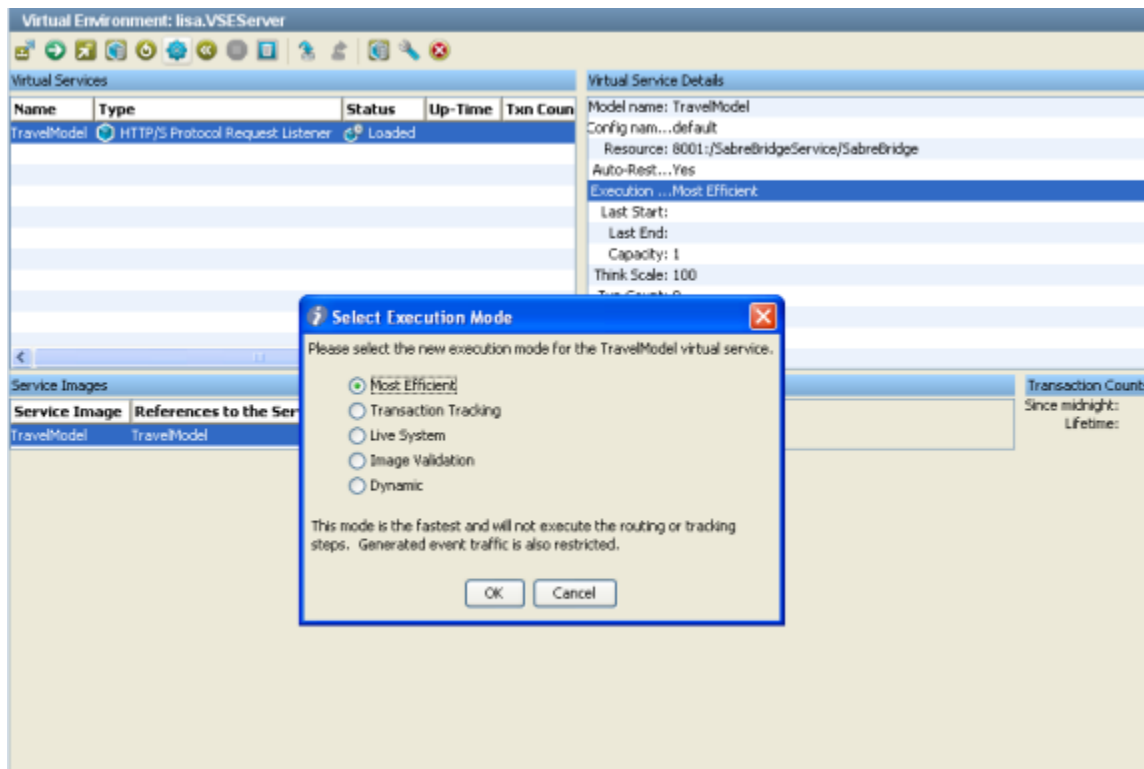 Virtual Environment: lisa.VSEServer
Virtual Services
Name Type Status Up-Time Txn Coun
TravelModel HTTP/S Protocol Request Listener Loaded
Virtual Service Details
Model name: TravelModel
Config nam...default
Resource: 8001:/SabreBridgeService/SabreBridge
Auto-Rest...Yes
Execution ...Most Efficient
Last Start:
Last End:
Capacity: 1
Think Scale: 100
Select Execution Mode
Please select the new execution mode for the TravelModel virtual service.
Most Efficient
Transaction Tracking
Live System
Image Validation
Dynamic
This mode is the fastest and will not execute the routing or tracking
steps. Generated event traffic is also restricted.
OK Cancel
Service Images
Service Image References to the Ser
TravelModel TravelModel
Transaction Counts
Since midnight:
Lifetime: